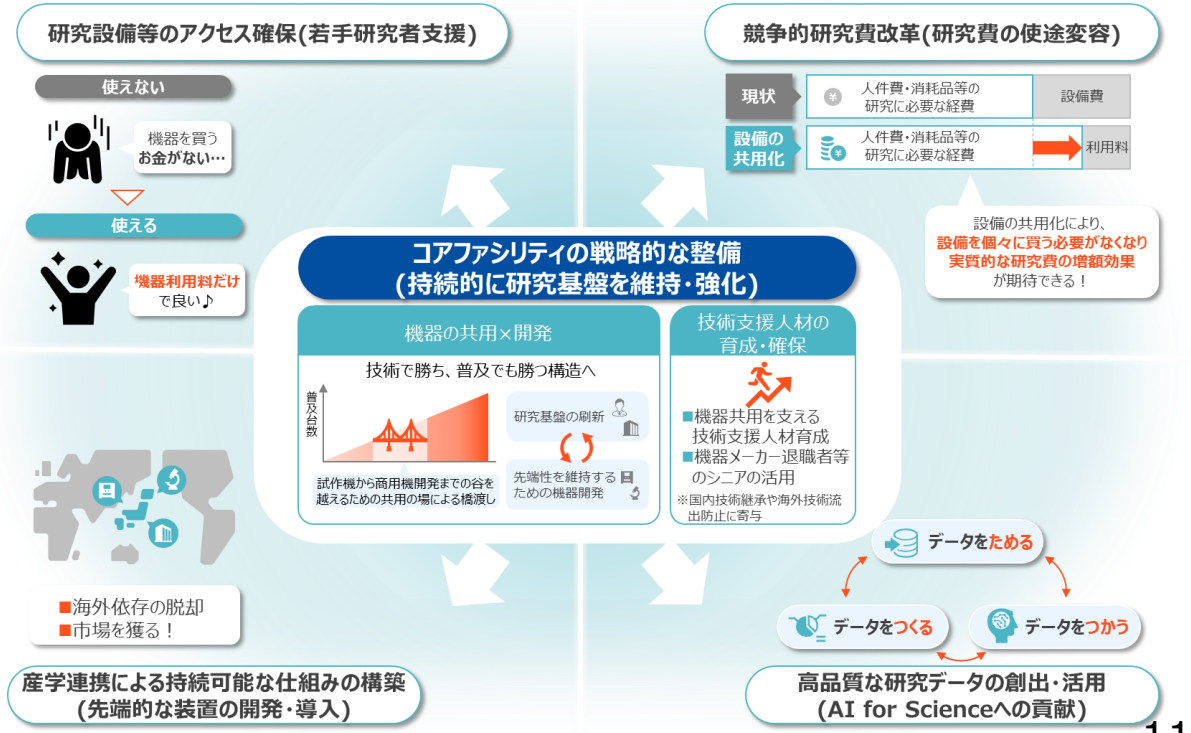 研究設備等のアクセス確保(若手研究者支援)
使えない
機器を買う
お金がない…
使える
機器利用料だけ
で良い♪
競争的研究費改革(研究費の使途変容)
現状
¥
人件費・消耗品等の
研究に必要な経費
設備費
設備の
共用化
¥
人件費・消耗品等の
研究に必要な経費
利用料
設備の共用化により、
設備を個々に買う必要がなくなり
実質的な研究費の増額効果
が期待できる！
コアファシリティの戦略的な整備
(持続的に研究基盤を維持・強化)
機器の共用×開発
技術で勝ち、普及でも勝つ構造へ
普及台数
試作機から商用機開発までの谷を
越えるための共用の場による橋渡し
研究基盤の刷新
先端性を維持する
ための機器開発
技術支援人材の
育成・確保
■機器共用を支える
技術支援人材育成
■機器メーカー退職者等
のシニアの活用
※国内技術継承や海外技術流
出防止に寄与
■海外依存の脱却
■市場を獲る！
産学連携による持続可能な仕組みの構築
(先端的な装置の開発・導入)
データをためる
データをつくる
データをつかう
高品質な研究データの創出・活用
(AI for Scienceへの貢献)
11